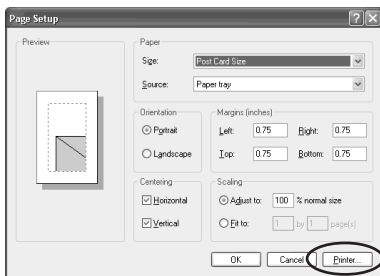 Page Setup
Preview
Paper
Size: Post Card Size
Source: Paper tray
Orientation
Portrait
Landscape
Margins (inches)
Left: 0.75 Right: 0.75
Top: 0.75 Bottom: 0.75
Centering
Horizontal
Vertical
Scaling
Adjust to: 100 % normal size
Fit to: 1 by 1 page(s)
OK Cancel Printer...